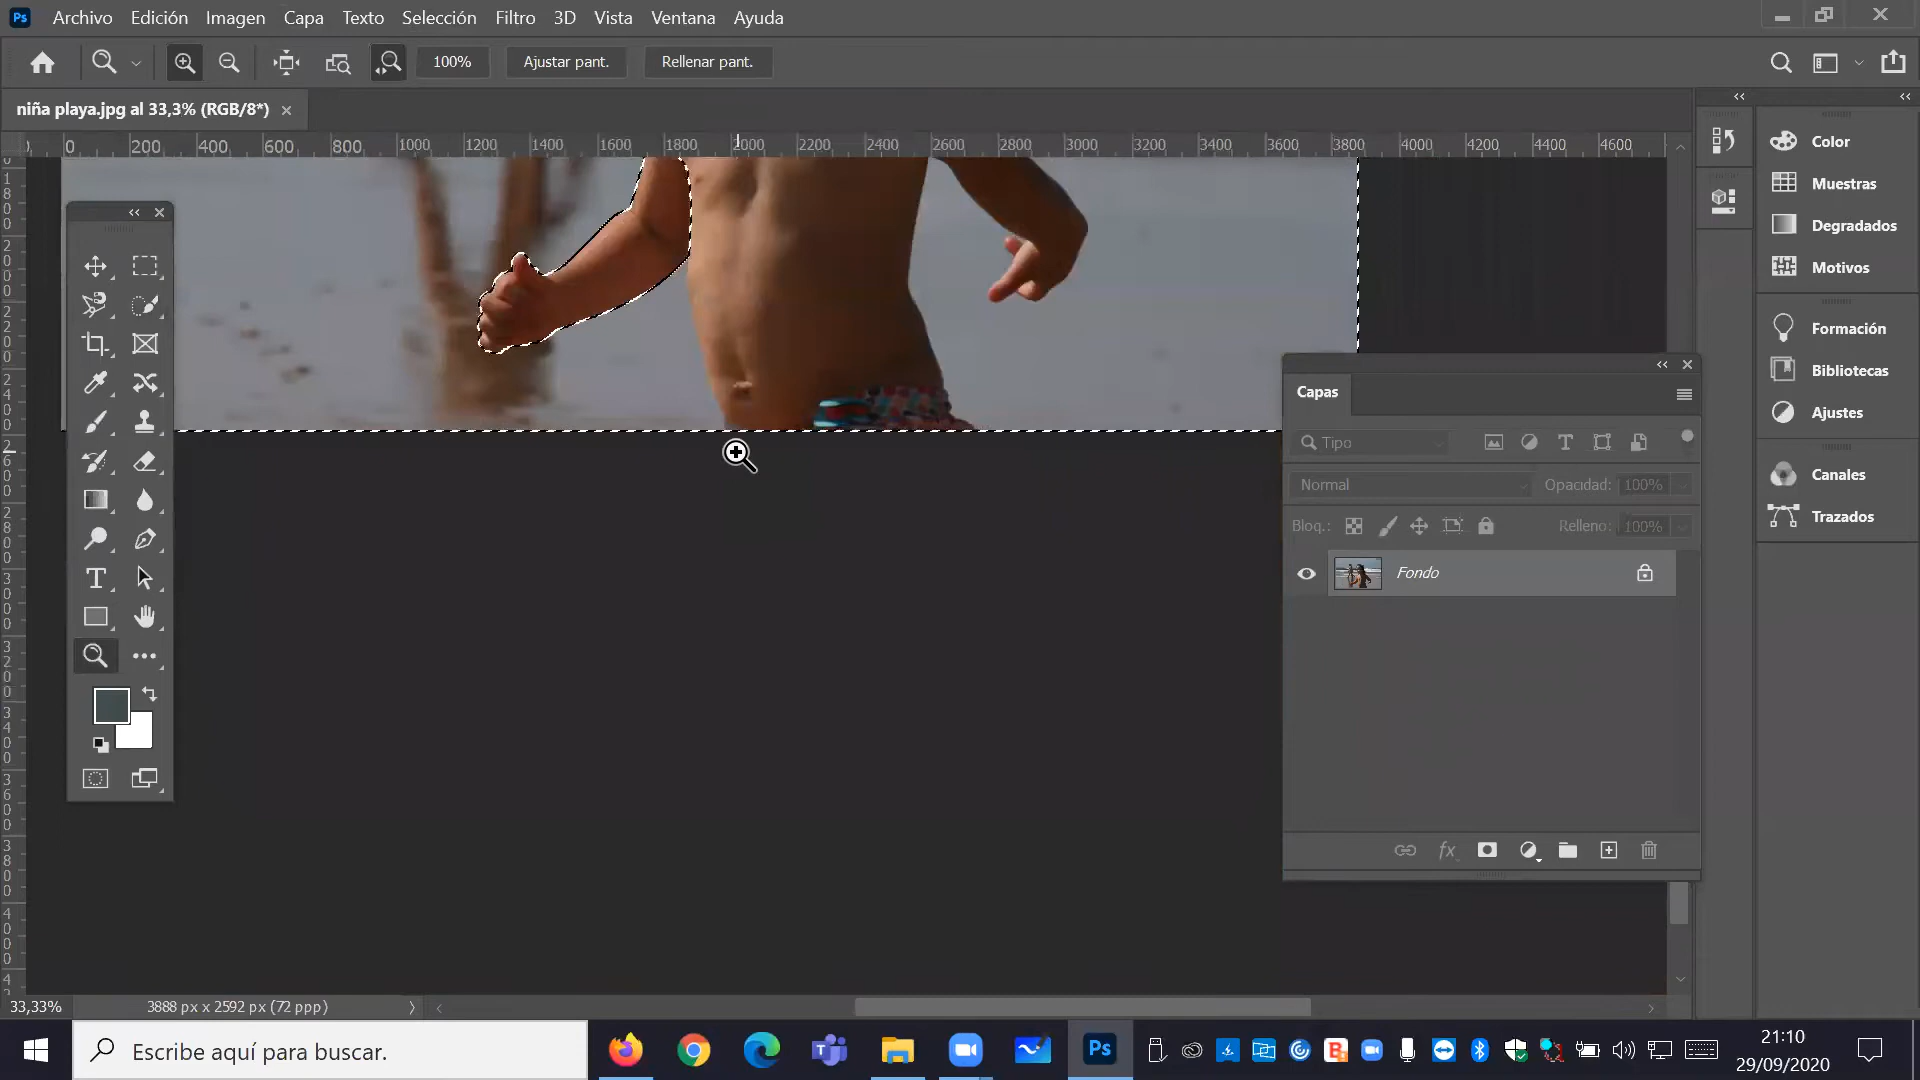 Ps Archivo Edición Imagen Capa Texto Selección Filtro 3D Vista Ventana Ayuda
100% Ajustar pant. Rellenar pant.
niña playa.jpg al 33,3% (RGB/8*)
0 200 400 600 800 1000 1200 1400 1600 1800 2000 2200 2400 2600 2800 3000 3200 3400 3600 3800 4000 4200 4400 4600
Color
Muestras
Degradados
Motivos
Formación
Bibliotecas
Ajustes
Canales
Trazados
Capas
Tipo
Normal Opacidad: 100%
Bloq.: Relleno: 100%
Fondo
fx
33,33% 3888 px x 2592 px (72 ppp)
Escribe aquí para buscar.
Ps
21:10
29/09/2020